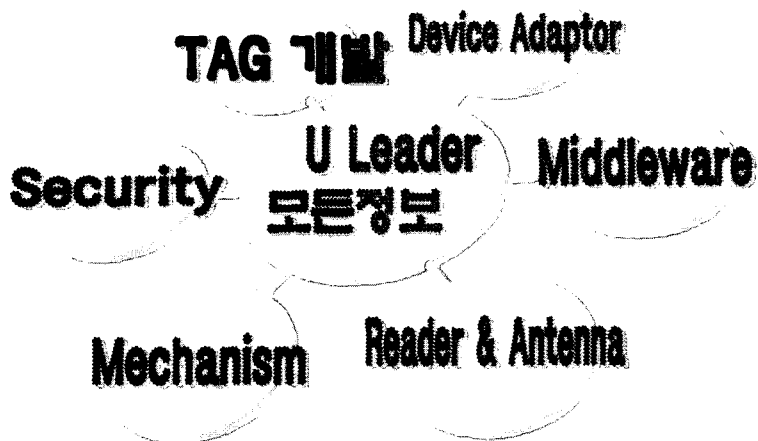 TAG 개발
Device Adaptor
U Leader
모든정보
Security
Middleware
Mechanism
Reader & Antenna